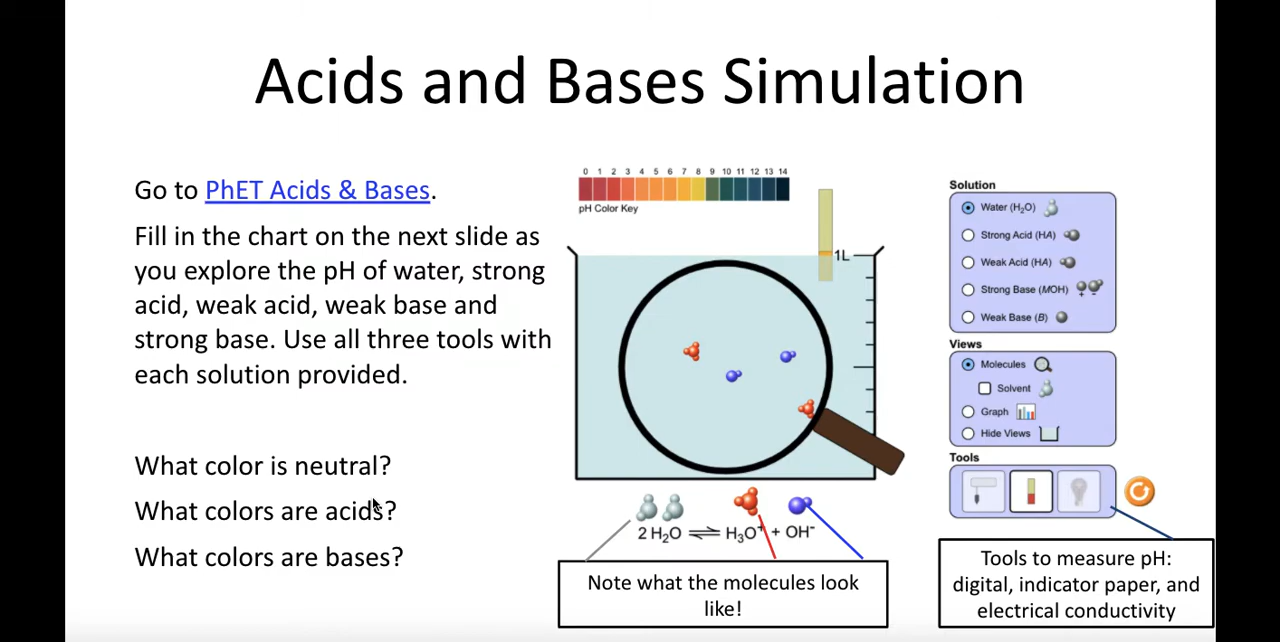 Acids and Bases Simulation
Go to PhET Acids & Bases.
Fill in the chart on the next slide as
you explore the pH of water, strong
acid, weak acid, weak base and
strong base. Use all three tools with
each solution provided.
What color is neutral?
What colors are acids?
What colors are bases?
0 1 2 3 4 5 6 7 8 9 10 11 12 13 14
pH Color Key
1L
2 H₂O ⇌ H₃O⁺ + OH⁻
Note what the molecules look
like!
Solution
Water (H₂O)
Strong Acid (HA)
Weak Acid (HA)
Strong Base (MOH)
+ −
Weak Base (B)
Views
Molecules
Solvent
Graph
Hide Views
Tools
Tools to measure pH:
digital, indicator paper, and
electrical conductivity